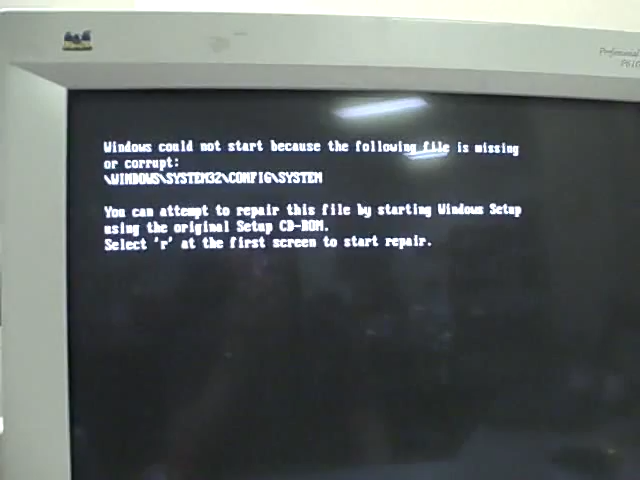 Professional
P810
Windows could not start because the following file is missing
or corrupt:
\WINDOWS\SYSTEM32\CONFIG\SYSTEM
You can attempt to repair this file by starting Windows Setup
using the original Setup CD-ROM.
Select 'r' at the first screen to start repair.